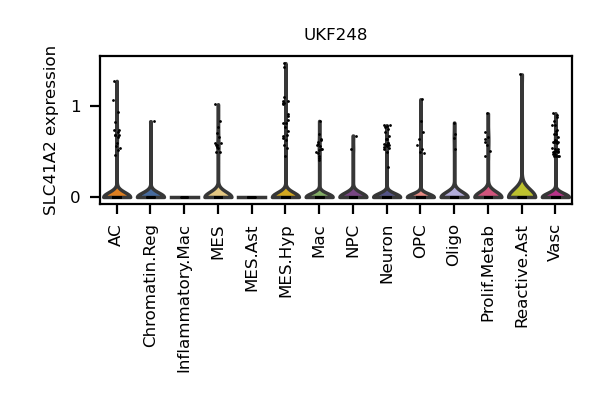 UKF248
SLC41A2 expression
1
0
AC
Chromatin.Reg
Inflammatory.Mac
MES
MES.Ast
MES.Hyp
Mac
NPC
Neuron
OPC
Oligo
Prolif.Metab
Reactive.Ast
Vasc